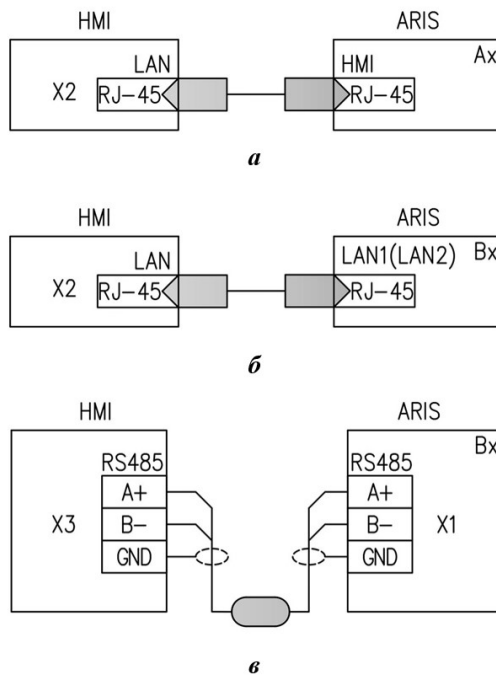 HMI ARIS
LAN HMI Ax
X2 RJ-45 RJ-45
а
HMI ARIS
LAN LAN1(LAN2) Bx
X2 RJ-45 RJ-45
б
HMI ARIS
Bx
RS485 RS485
A+ A+
X3 B- B- X1
GND GND
в